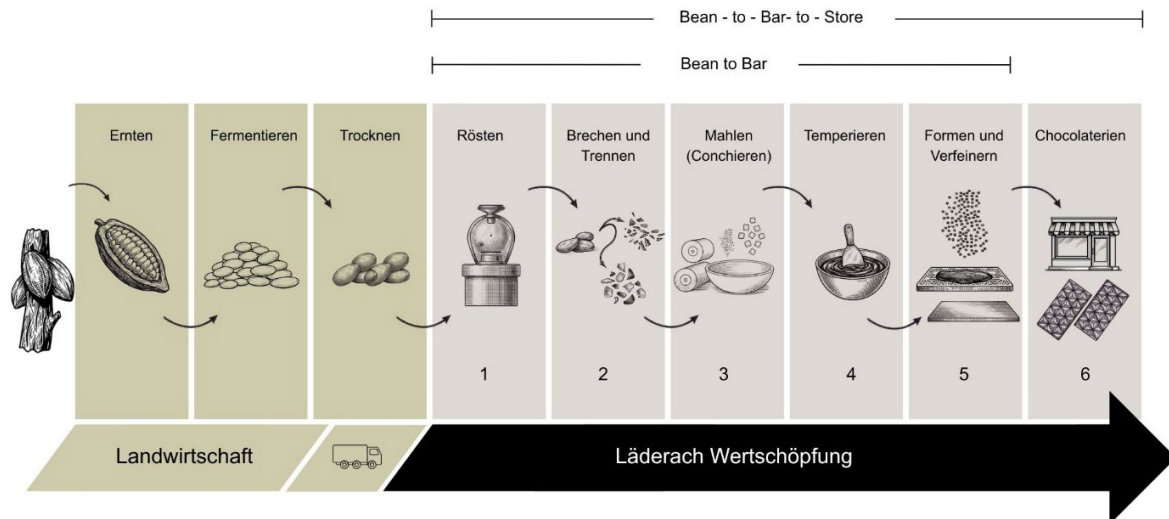 Bean - to - Bar- to - Store
Bean to Bar
Ernten
Fermentieren
Trocknen
Rösten
Brechen und
Trennen
Mahlen
(Conchieren)
Temperieren
Formen und
Verfeinern
Chocolaterien
1
2
3
4
5
6
Landwirtschaft
Läderach Wertschöpfung